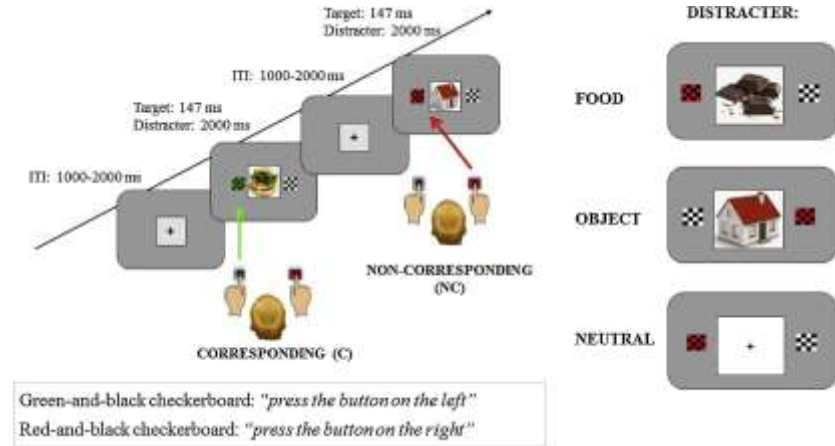 Target: 147 ms
Distracter: 2000 ms
ITI: 1000-2000 ms
Target: 147 ms
Distracter: 2000 ms
ITI: 1000-2000 ms
NON-CORRESPONDING
(NC)
CORRESPONDING (C)
DISTRACTER:
FOOD
OBJECT
NEUTRAL
Green-and-black checkerboard: "press the button on the left"
Red-and-black checkerboard: "press the button on the right"